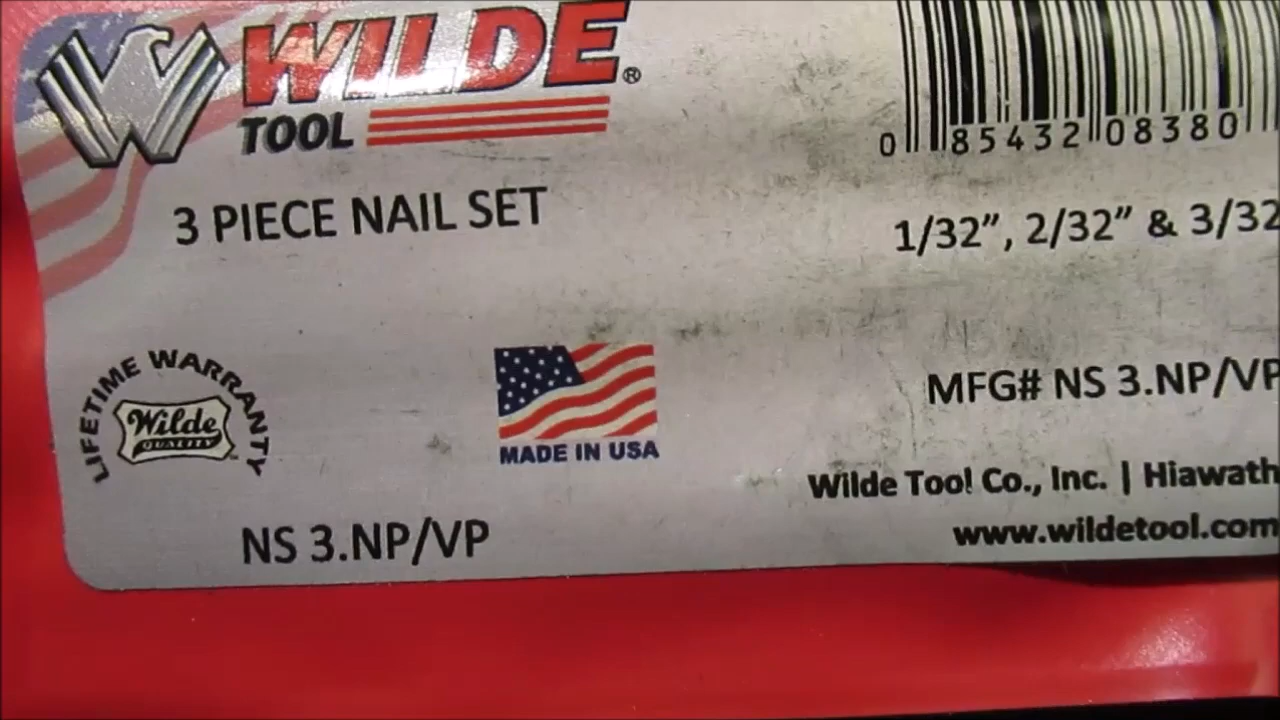 WILDE®
TOOL
0 85432 08380
3 PIECE NAIL SET
1/32”, 2/32” & 3/32
LIFETIME WARRANTY
Wilde
QUALITY
MADE IN USA
MFG# NS 3.NP/VP
Wilde Tool Co., Inc. | Hiawath
www.wildetool.com
NS 3.NP/VP